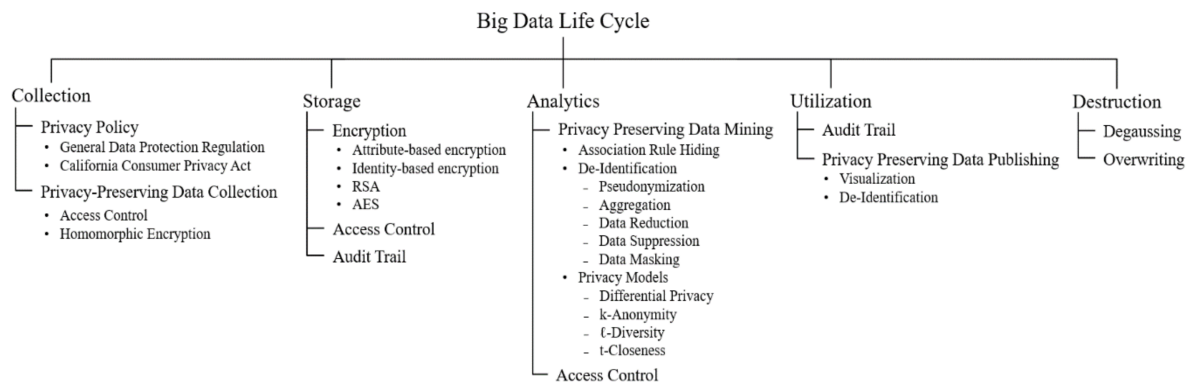 Big Data Life Cycle
Collection
Privacy Policy
• General Data Protection Regulation
• California Consumer Privacy Act
Privacy-Preserving Data Collection
• Access Control
• Homomorphic Encryption
Storage
Encryption
• Attribute-based encryption
• Identity-based encryption
• RSA
• AES
Access Control
Audit Trail
Analytics
Privacy Preserving Data Mining
• Association Rule Hiding
• De-Identification
– Pseudonymization
– Aggregation
– Data Reduction
– Data Suppression
– Data Masking
• Privacy Models
– Differential Privacy
– k-Anonymity
– ℓ-Diversity
– t-Closeness
Access Control
Utilization
Audit Trail
Privacy Preserving Data Publishing
• Visualization
• De-Identification
Destruction
Degaussing
Overwriting